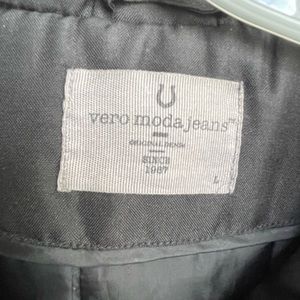 vero moda jeans™
ORIGINAL DENIM
SINCE
1987
L